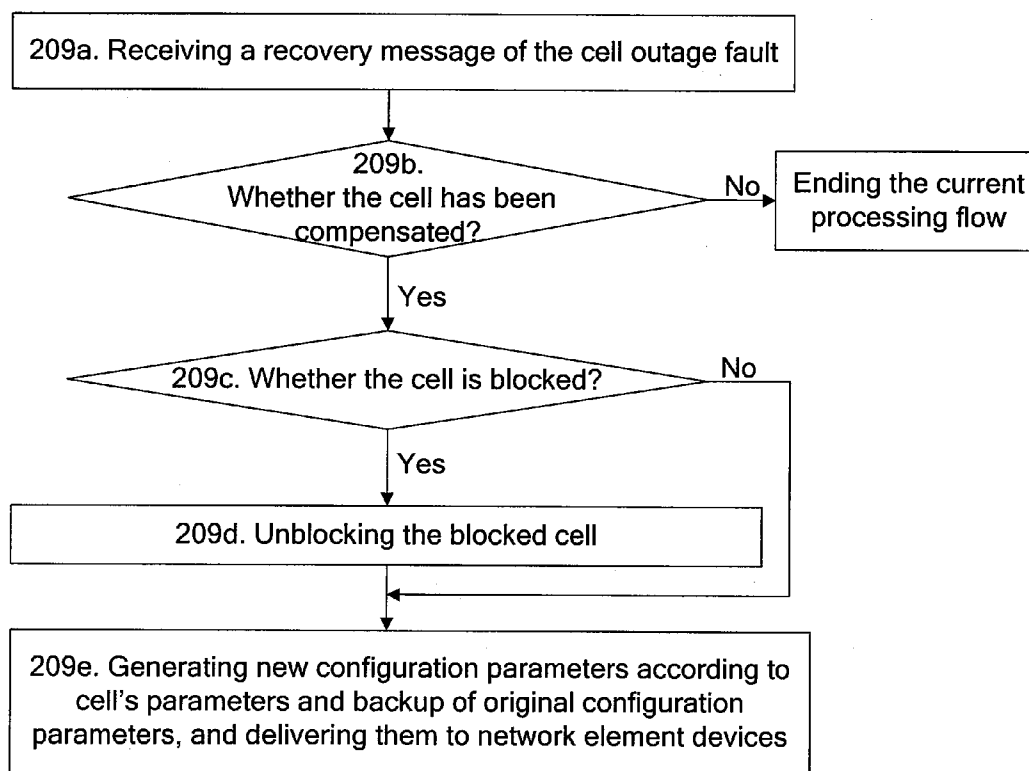 209a. Receiving a recovery message of the cell outage fault
209b.
Whether the cell has been
compensated?
No
Ending the current
processing flow
Yes
209c. Whether the cell is blocked?
No
Yes
209d. Unblocking the blocked cell
209e. Generating new configuration parameters according to
cell's parameters and backup of original configuration
parameters, and delivering them to network element devices